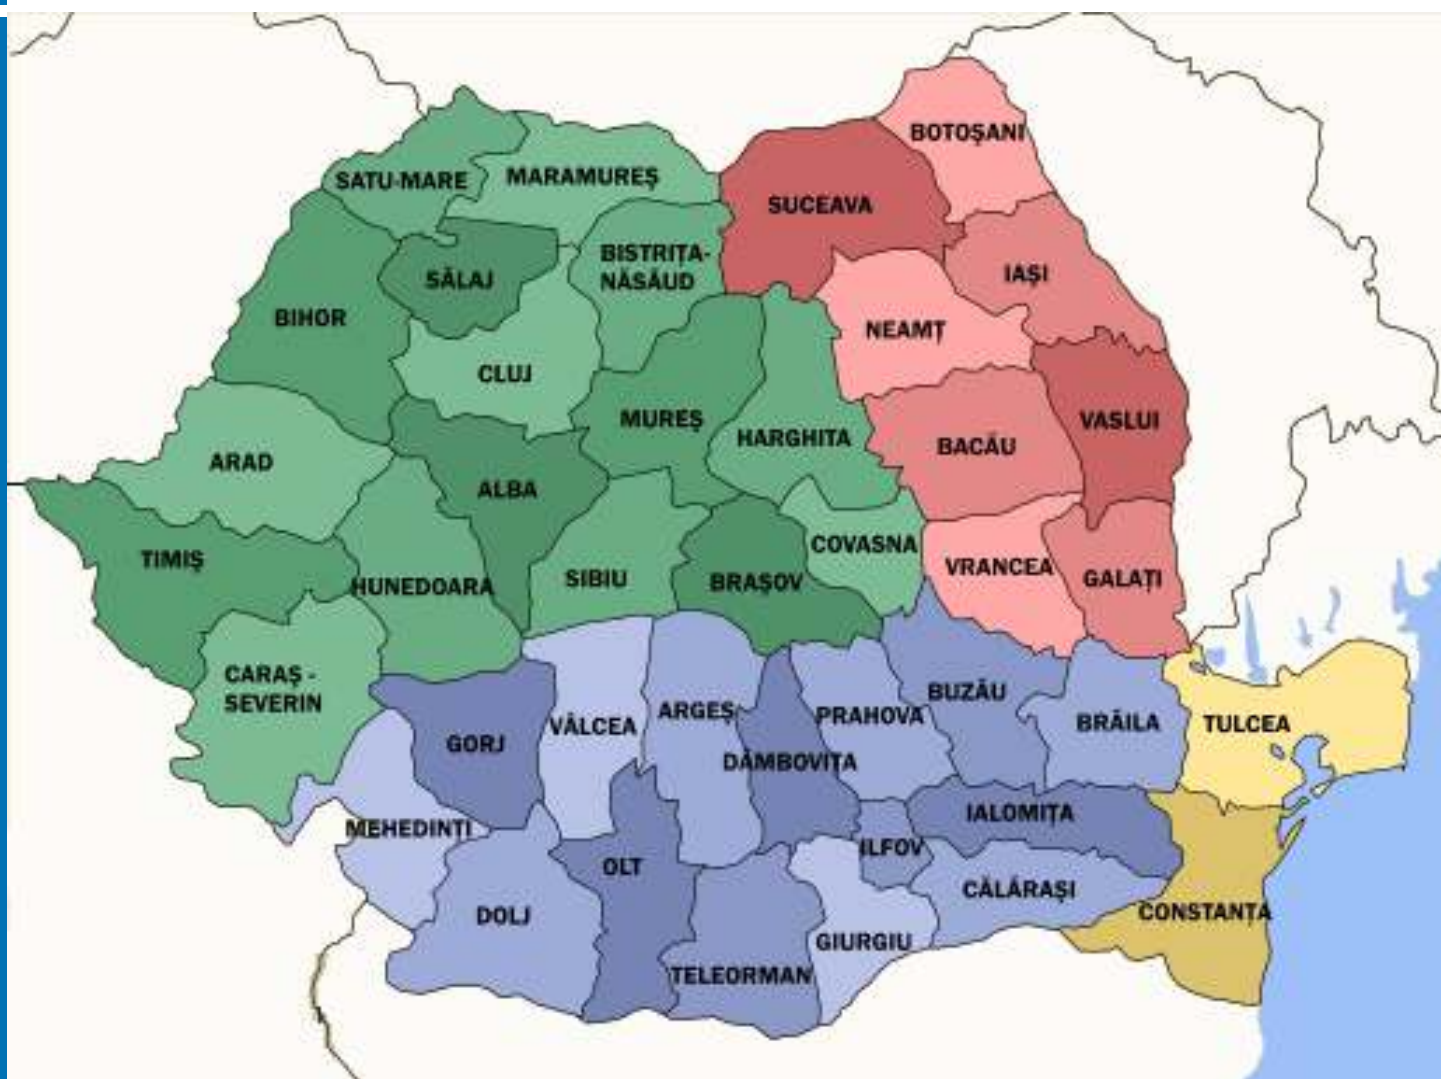 BOTOȘANI
SATU-MARE
MARAMUREȘ
SUCEAVA
BISTRIȚA-
NĂSĂUD
SĂLAJ
IAȘI
BIHOR
NEAMȚ
CLUJ
MUREȘ
HARGHITA
VASLUI
BACĂU
ARAD
ALBA
TIMIȘ
HUNEDOARA
SIBIU
BRAȘOV
COVASNA
VRANCEA
GALAȚI
CARAȘ -
SEVERIN
GORJ
VÂLCEA
ARGEȘ
DÂMBOVIȚA
PRAHOVA
BUZĂU
BRĂILA
TULCEA
MEHEDINȚI
OLT
ILFOV
IALOMIȚA
DOLJ
CĂLĂRAȘI
CONSTANȚA
GIURGIU
TELEORMAN